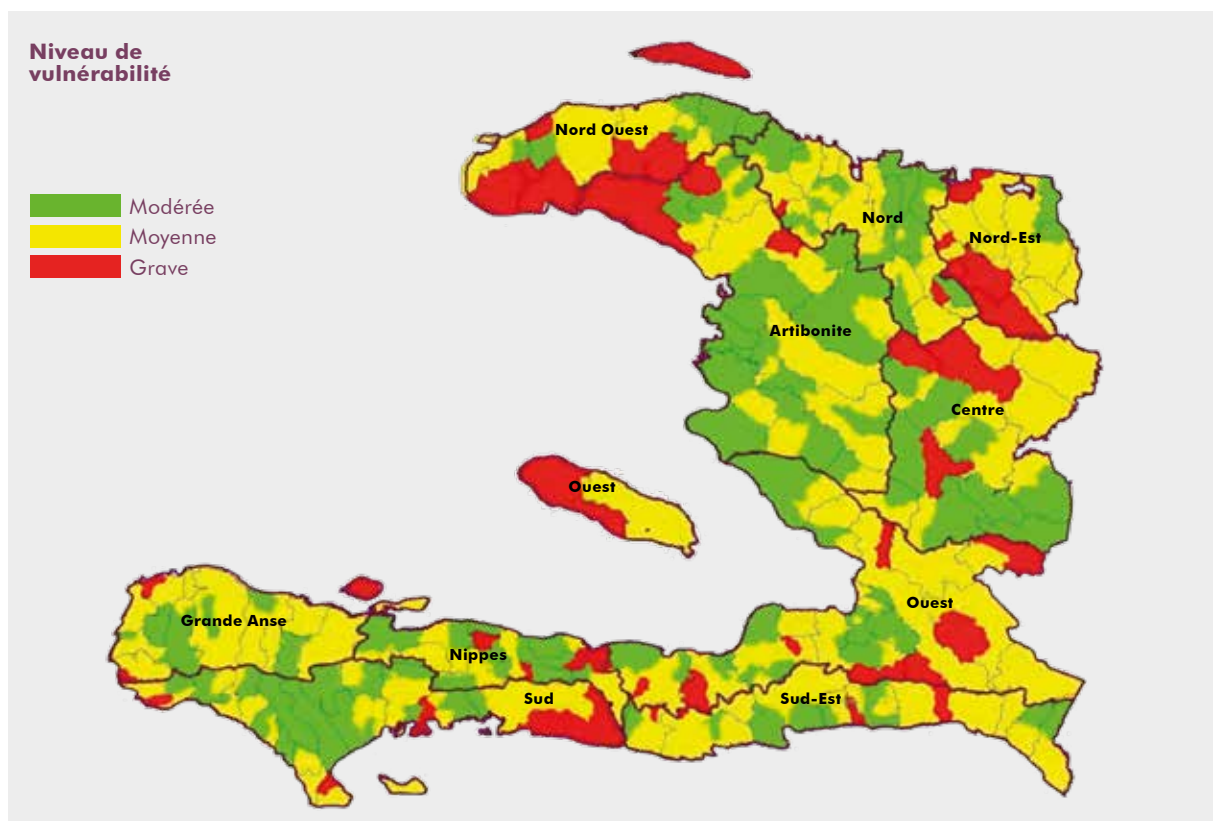 Niveau de
vulnérabilité
Modérée
Moyenne
Grave
Nord Ouest
Nord
Nord-Est
Artibonite
Centre
Ouest
Ouest
Grande Anse
Nippes
Sud
Sud-Est